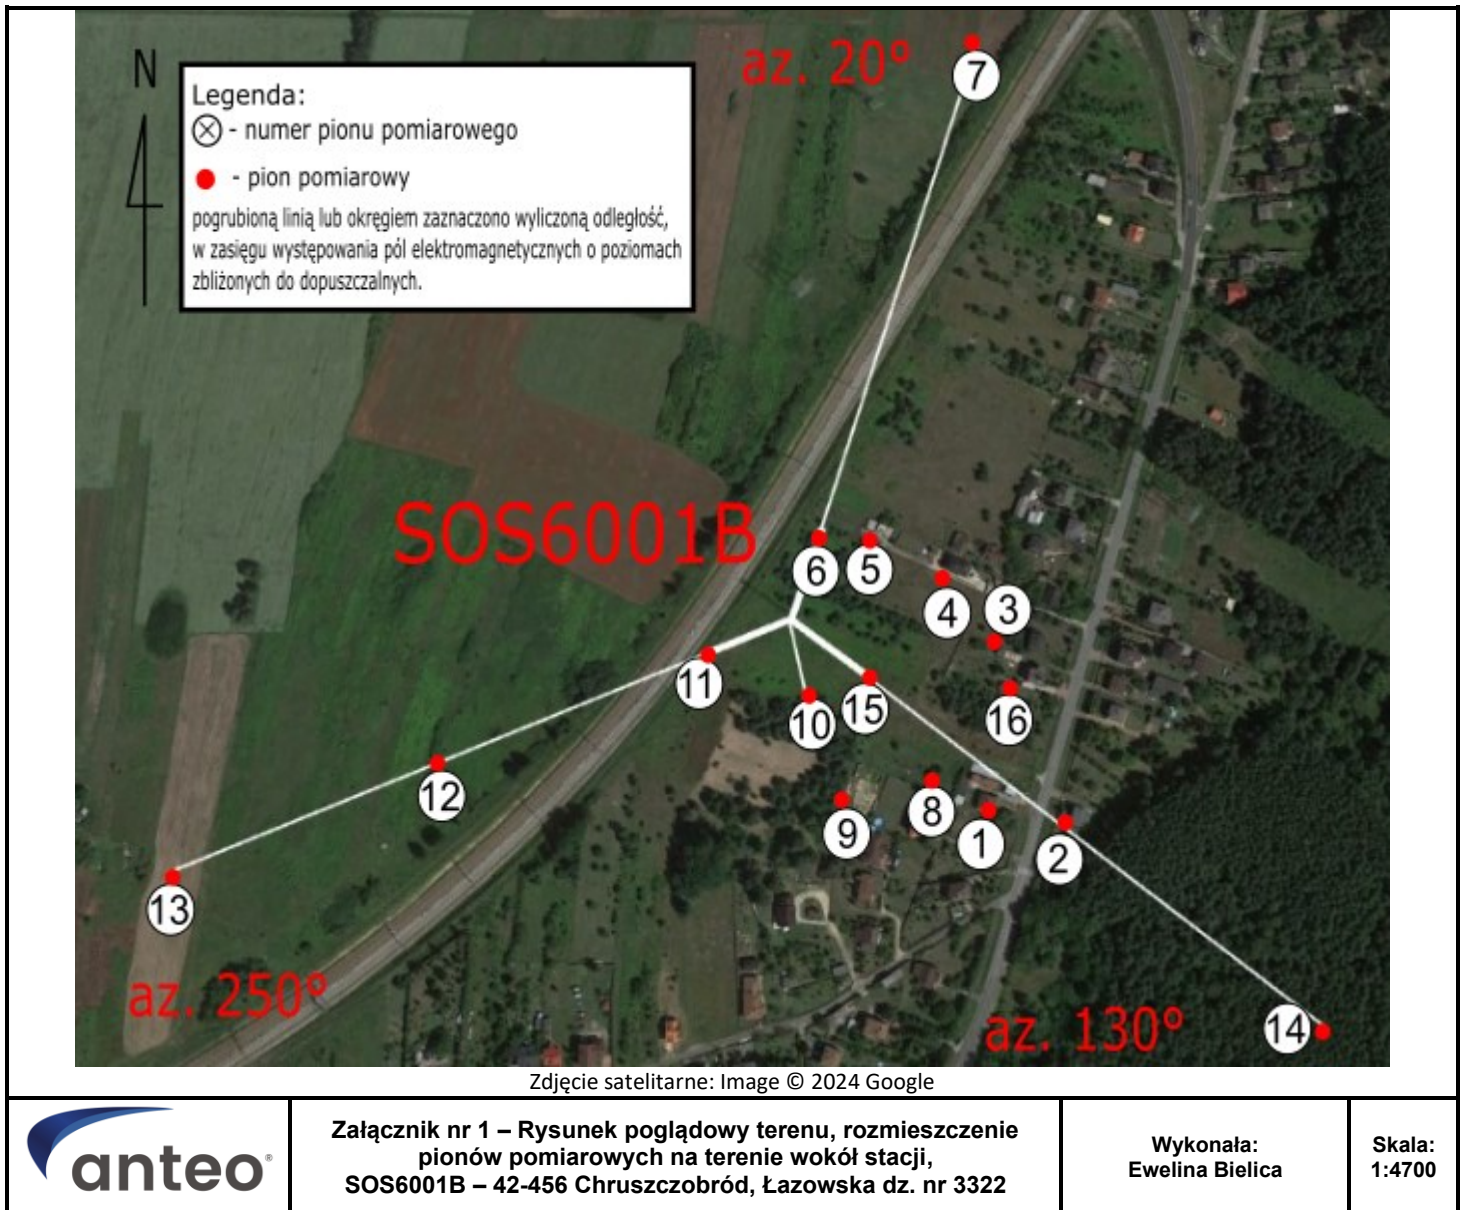 az. 20°
N
7
Legenda:
- numer pionu pomiarowego
- pion pomiarowy
pogrubioną linią lub okręgiem zaznaczono wyliczoną odległość,
w zasięgu występowania pól elektromagnetycznych o poziomach
zbliżonych do dopuszczalnych.
SOS6001B
6
5
4
3
11
10
15
16
12
9
8
1
2
13
az. 250°
az. 130°
14
Zdjęcie satelitarne: Image © 2024 Google
anteo®
Załącznik nr 1 – Rysunek poglądowy terenu, rozmieszczenie
pionów pomiarowych na terenie wokół stacji,
SOS6001B – 42-456 Chruszczobród, Łazowska dz. nr 3322
Wykonała:
Ewelina Bielica
Skala:
1:4700